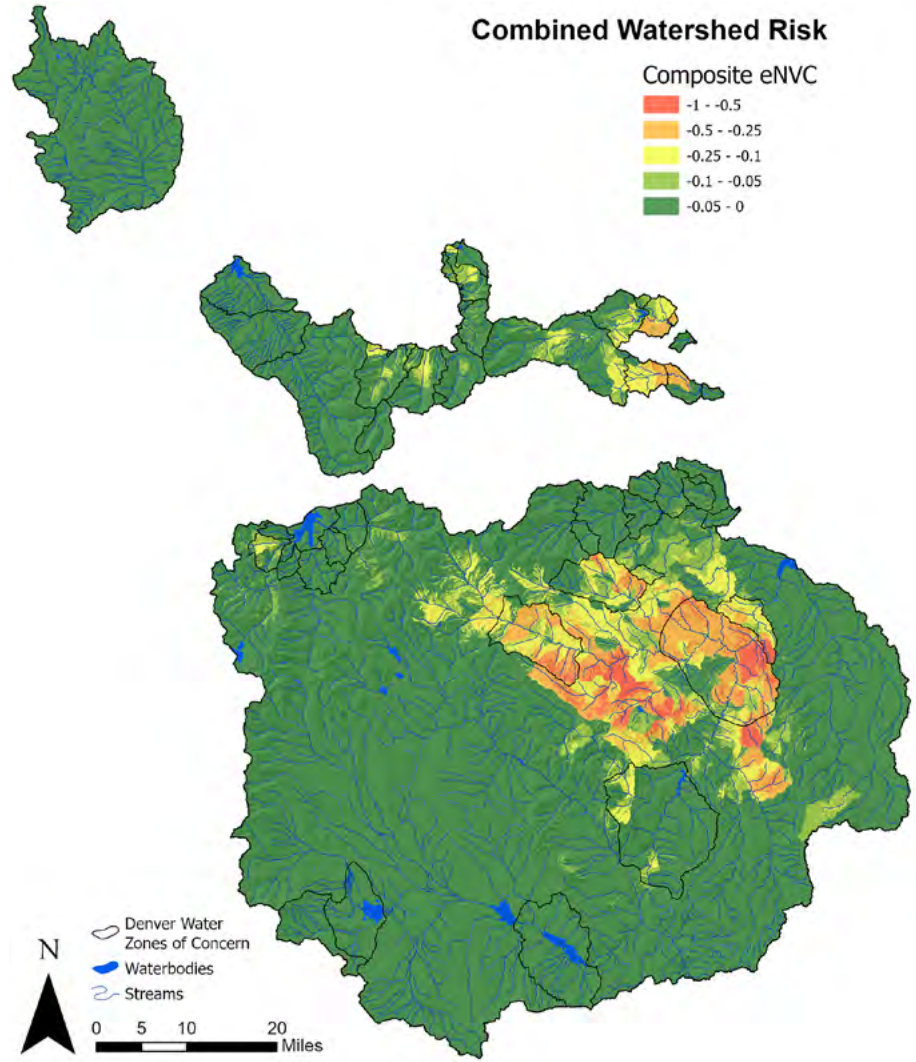 Combined Watershed Risk
Composite eNVC
-1 - -0.5
-0.5 - -0.25
-0.25 - -0.1
-0.1 - -0.05
-0.05 - 0
Denver Water
Zones of Concern
Waterbodies
Streams
N
0 5 10 20
Miles